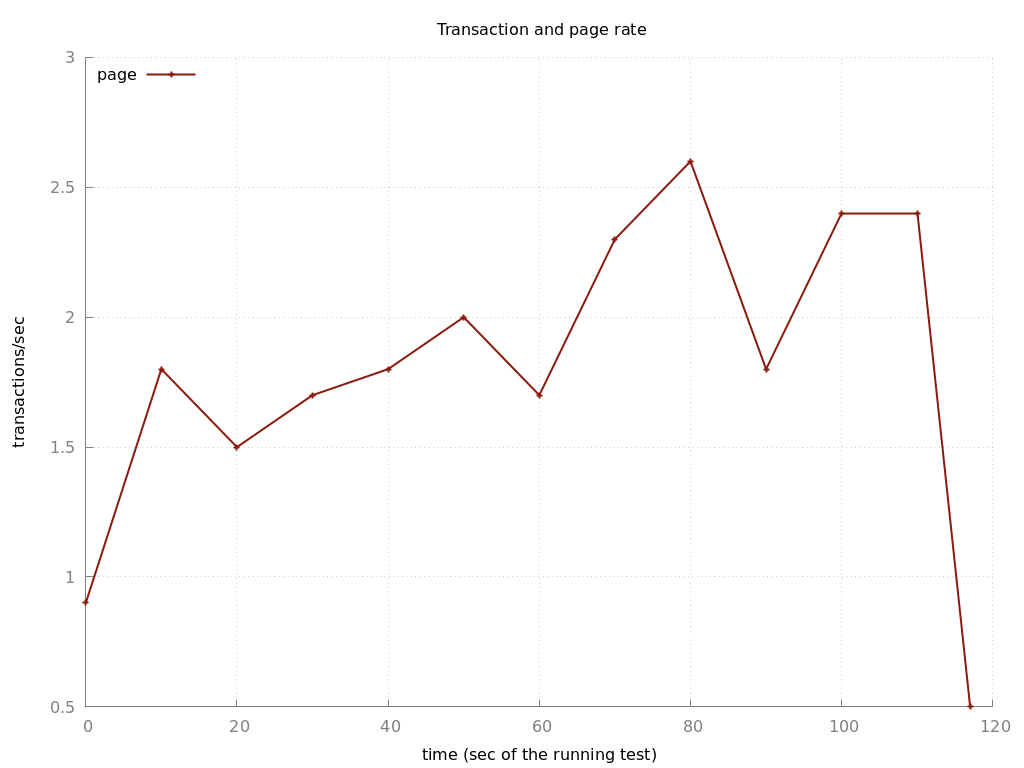 Transaction and page rate
page
3
2.5
2
1.5
1
0.5
transactions/sec
0 20 40 60 80 100 120
time (sec of the running test)